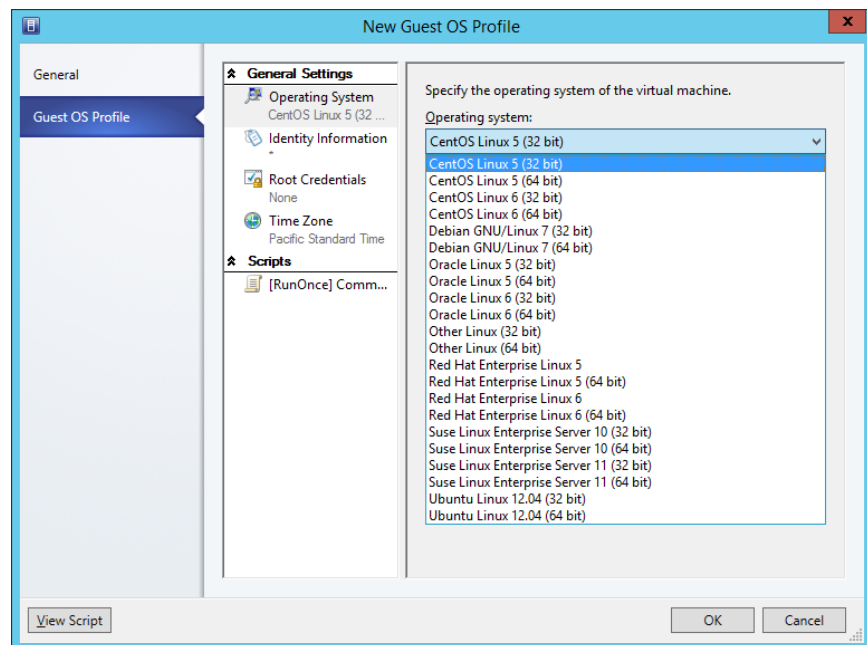 New Guest OS Profile
x
General
Guest OS Profile
General Settings
Operating System
CentOS Linux 5 (32 ...
Identity Information
*
Root Credentials
None
Time Zone
Pacific Standard Time
Scripts
[RunOnce] Comm...
Specify the operating system of the virtual machine.
Operating system:
CentOS Linux 5 (32 bit)
CentOS Linux 5 (32 bit)
CentOS Linux 5 (64 bit)
CentOS Linux 6 (32 bit)
CentOS Linux 6 (64 bit)
Debian GNU/Linux 7 (32 bit)
Debian GNU/Linux 7 (64 bit)
Oracle Linux 5 (32 bit)
Oracle Linux 5 (64 bit)
Oracle Linux 6 (32 bit)
Oracle Linux 6 (64 bit)
Other Linux (32 bit)
Other Linux (64 bit)
Red Hat Enterprise Linux 5
Red Hat Enterprise Linux 5 (64 bit)
Red Hat Enterprise Linux 6
Red Hat Enterprise Linux 6 (64 bit)
Suse Linux Enterprise Server 10 (32 bit)
Suse Linux Enterprise Server 10 (64 bit)
Suse Linux Enterprise Server 11 (32 bit)
Suse Linux Enterprise Server 11 (64 bit)
Ubuntu Linux 12.04 (32 bit)
Ubuntu Linux 12.04 (64 bit)
View Script
OK
Cancel